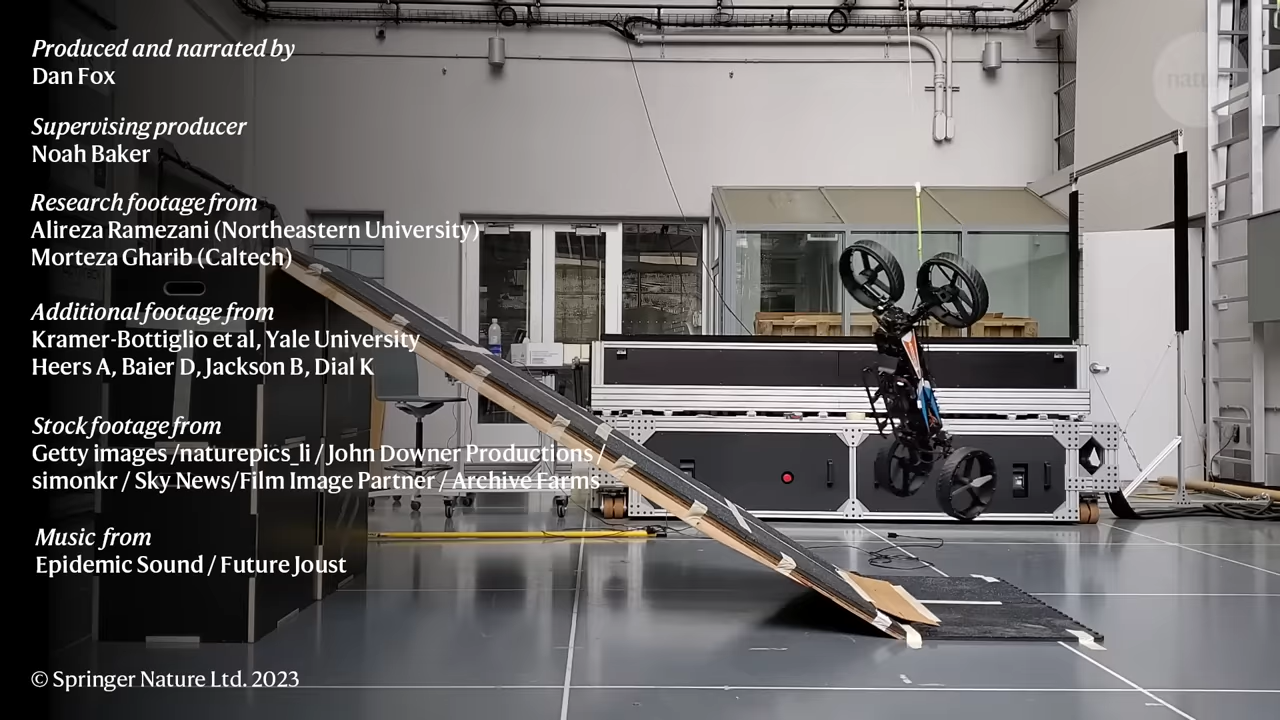 Produced and narrated by
Dan Fox
Supervising producer
Noah Baker
Research footage from
Alireza Ramezani (Northeastern University)
Morteza Gharib (Caltech)
Additional footage from
Kramer-Bottiglio et al, Yale University
Heers A, Baier D, Jackson B, Dial K
Stock footage from
Getty images /naturepics_li / John Downer Productions /
simonkr / Sky News/Film Image Partner / Archive Farms
Music from
Epidemic Sound / Future Joust
© Springer Nature Ltd. 2023
nature